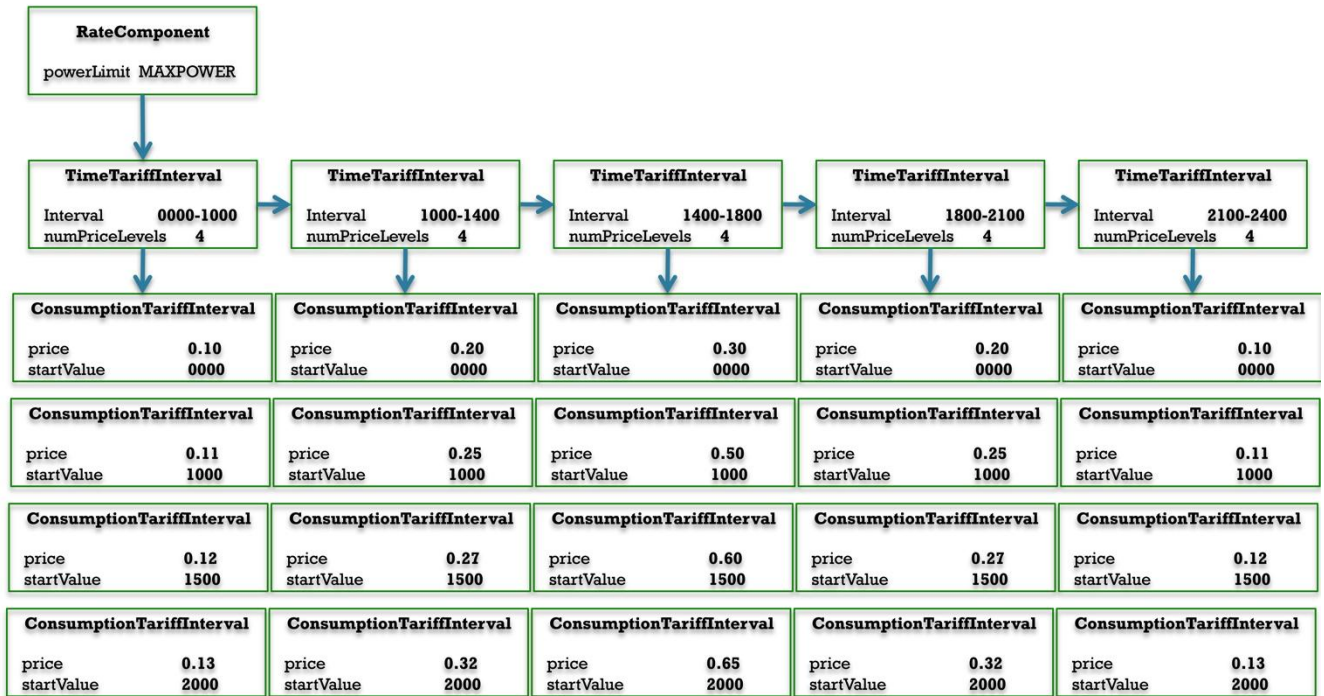 RateComponent
powerLimit MAXPOWER
TimeTariffInterval
Interval 0000-1000
numPriceLevels 4
TimeTariffInterval
Interval 1000-1400
numPriceLevels 4
TimeTariffInterval
Interval 1400-1800
numPriceLevels 4
TimeTariffInterval
Interval 1800-2100
numPriceLevels 4
TimeTariffInterval
Interval 2100-2400
numPriceLevels 4
ConsumptionTariffInterval
price 0.10
startValue 0000
ConsumptionTariffInterval
price 0.20
startValue 0000
ConsumptionTariffInterval
price 0.30
startValue 0000
ConsumptionTariffInterval
price 0.20
startValue 0000
ConsumptionTariffInterval
price 0.10
startValue 0000
ConsumptionTariffInterval
price 0.11
startValue 1000
ConsumptionTariffInterval
price 0.25
startValue 1000
ConsumptionTariffInterval
price 0.50
startValue 1000
ConsumptionTariffInterval
price 0.25
startValue 1000
ConsumptionTariffInterval
price 0.11
startValue 1000
ConsumptionTariffInterval
price 0.12
startValue 1500
ConsumptionTariffInterval
price 0.27
startValue 1500
ConsumptionTariffInterval
price 0.60
startValue 1500
ConsumptionTariffInterval
price 0.27
startValue 1500
ConsumptionTariffInterval
price 0.12
startValue 1500
ConsumptionTariffInterval
price 0.13
startValue 2000
ConsumptionTariffInterval
price 0.32
startValue 2000
ConsumptionTariffInterval
price 0.65
startValue 2000
ConsumptionTariffInterval
price 0.32
startValue 2000
ConsumptionTariffInterval
price 0.13
startValue 2000